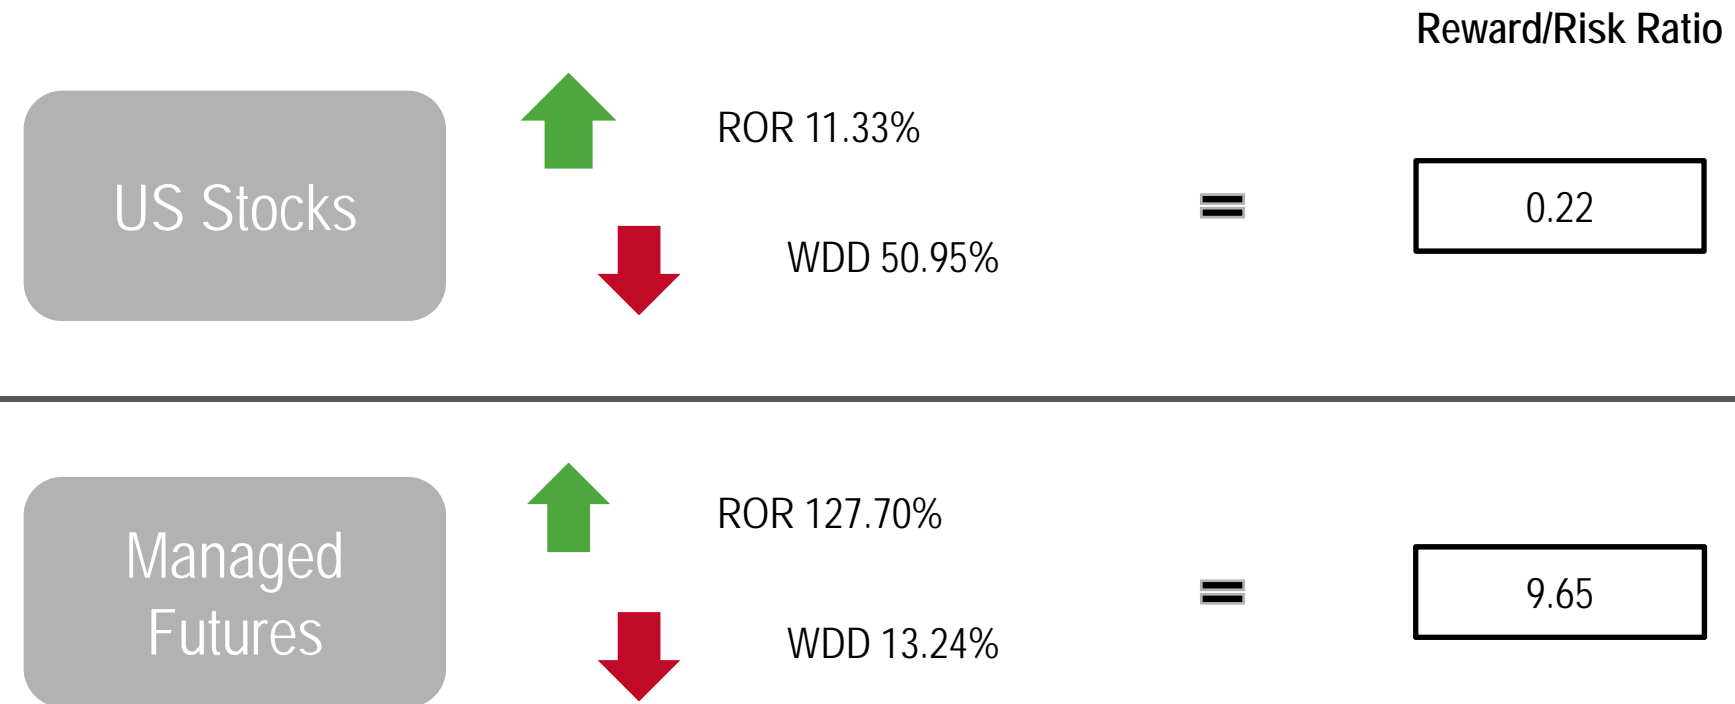 Reward/Risk Ratio
US Stocks
ROR 11.33%
WDD 50.95%
=
0.22
Managed
Futures
ROR 127.70%
WDD 13.24%
=
9.65